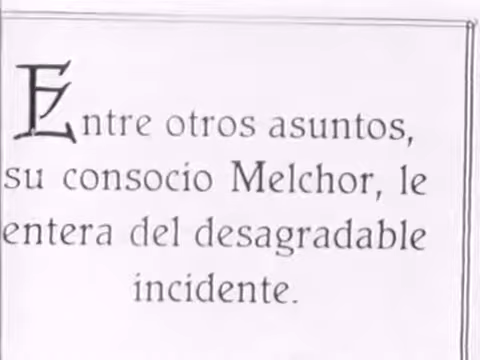 Entre otros asuntos,
su consocio Melchor, le
entera del desagradable
incidente.